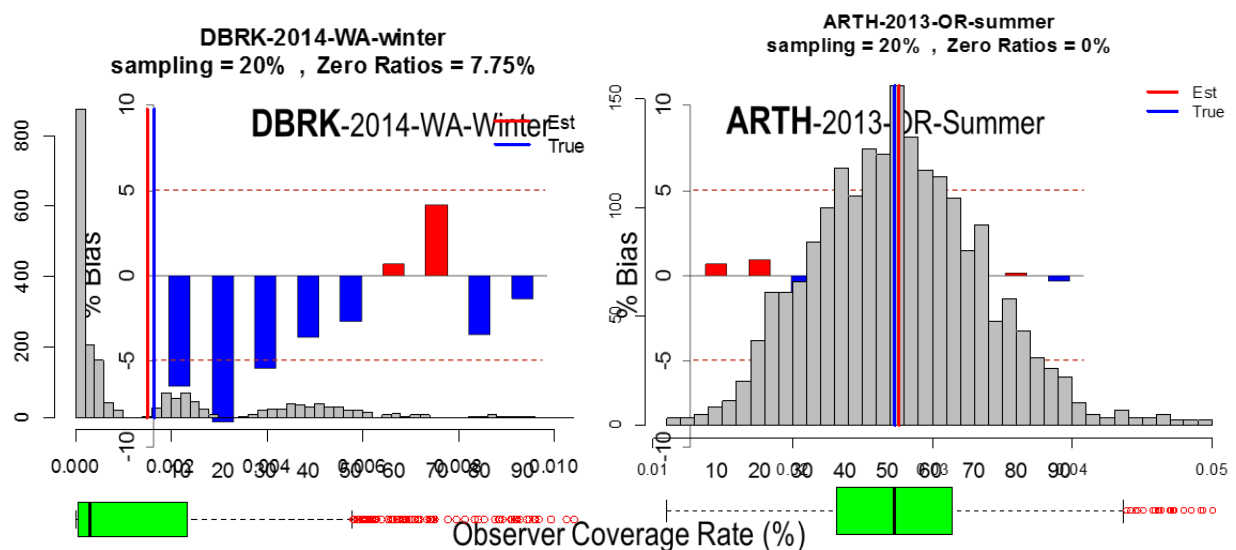 DBRK-2014-WA-winter
sampling = 20% , Zero Ratios = 7.75%
DBRK-2014-WA-Winter
Est
True
10
5
0
-5
-10
% Bias
800
600
400
200
0
0.000 0.002 0.004 0.006 0.008 0.010
10 20 30 40 50 60 70 80 90
ARTH-2013-OR-summer
sampling = 20% , Zero Ratios = 0%
ARTH-2013-OR-Summer
Est
True
10
5
0
-5
-10
% Bias
150
100
50
0
0.01 0.02 0.03 0.04 0.05
10 20 30 40 50 60 70 80 90
Observer Coverage Rate (%)